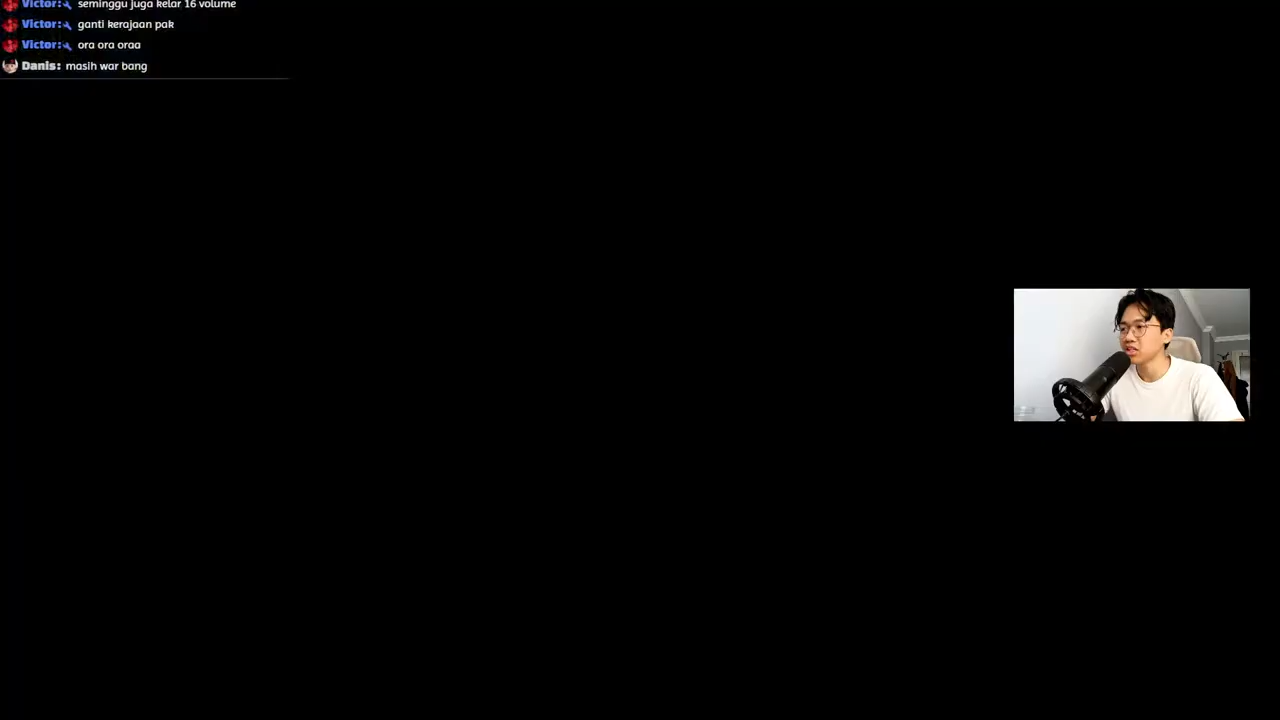 Victor: seminggu juga kelar 16 volume
Victor: ganti kerajaan pak
Victor: ora ora oraa
Danis: masih war bang